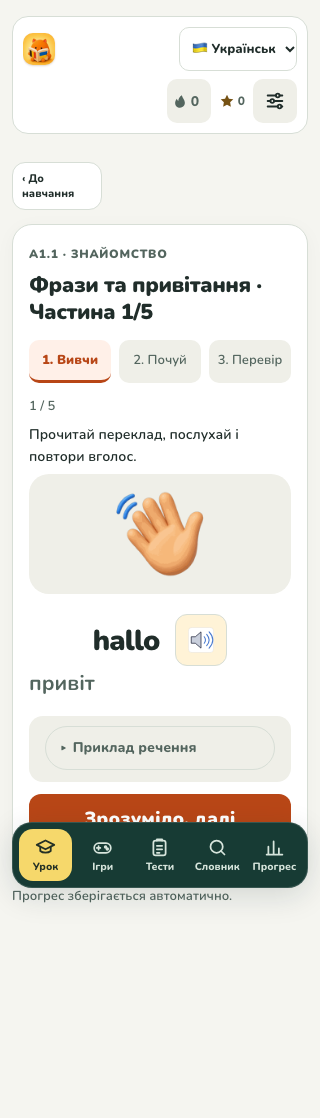 Українськ
0
0
‹ До
навчання
A1.1 · ЗНАЙОМСТВО
Фрази та привітання ·
Частина 1/5
1. Вивчи
2. Почуй
3. Перевір
1 / 5
Прочитай переклад, послухай і
повтори вголос.
hallo
привіт
▸ Приклад речення
Зрозуміло, далі
Урок
Ігри
Тести
Словник
Прогрес
Прогрес зберігається автоматично.